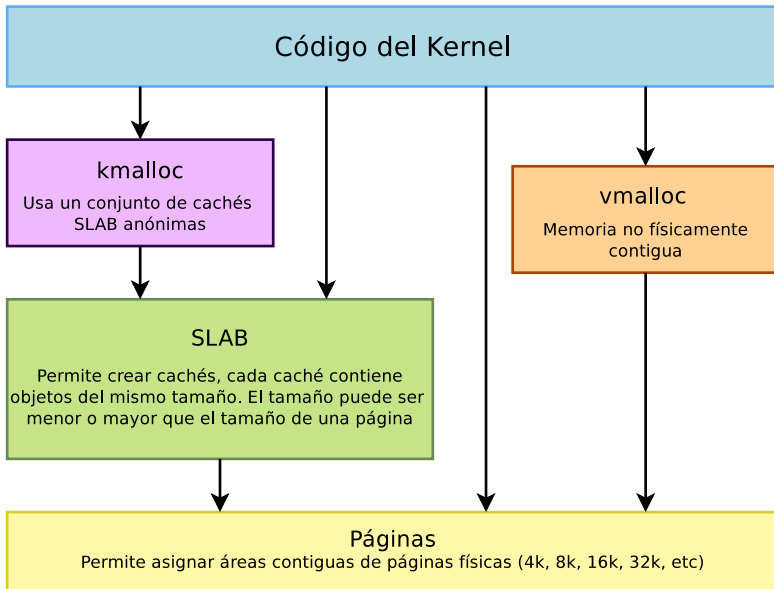 Código del Kernel
kmalloc
Usa un conjunto de cachés
SLAB anónimas
vmalloc
Memoria no físicamente
contigua
SLAB
Permite crear cachés, cada caché contiene
objetos del mismo tamaño. El tamaño puede ser
menor o mayor que el tamaño de una página
Páginas
Permite asignar áreas contiguas de páginas físicas (4k, 8k, 16k, 32k, etc)